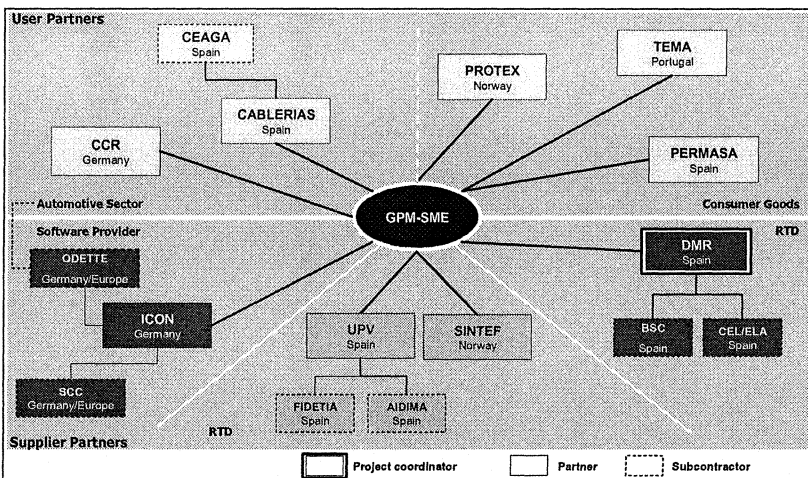 User Partners
CEAGA
Spain
PROTEX
Norway
TEMA
Portugal
CABLERIAS
Spain
CCR
Germany
PERMASA
Spain
GPM-SME
Automotive Sector
Consumer Goods
Software Provider
RTD
ODETTE
Germany/Europe
DMR
Spain
ICON
Germany
UPV
Spain
SINTEF
Norway
BSC
Spain
CEL/ELA
Spain
SCC
Germany/Europe
FIDETIA
Spain
AIDIMA
Spain
RTD
Supplier Partners
Project coordinator
Partner
Subcontractor